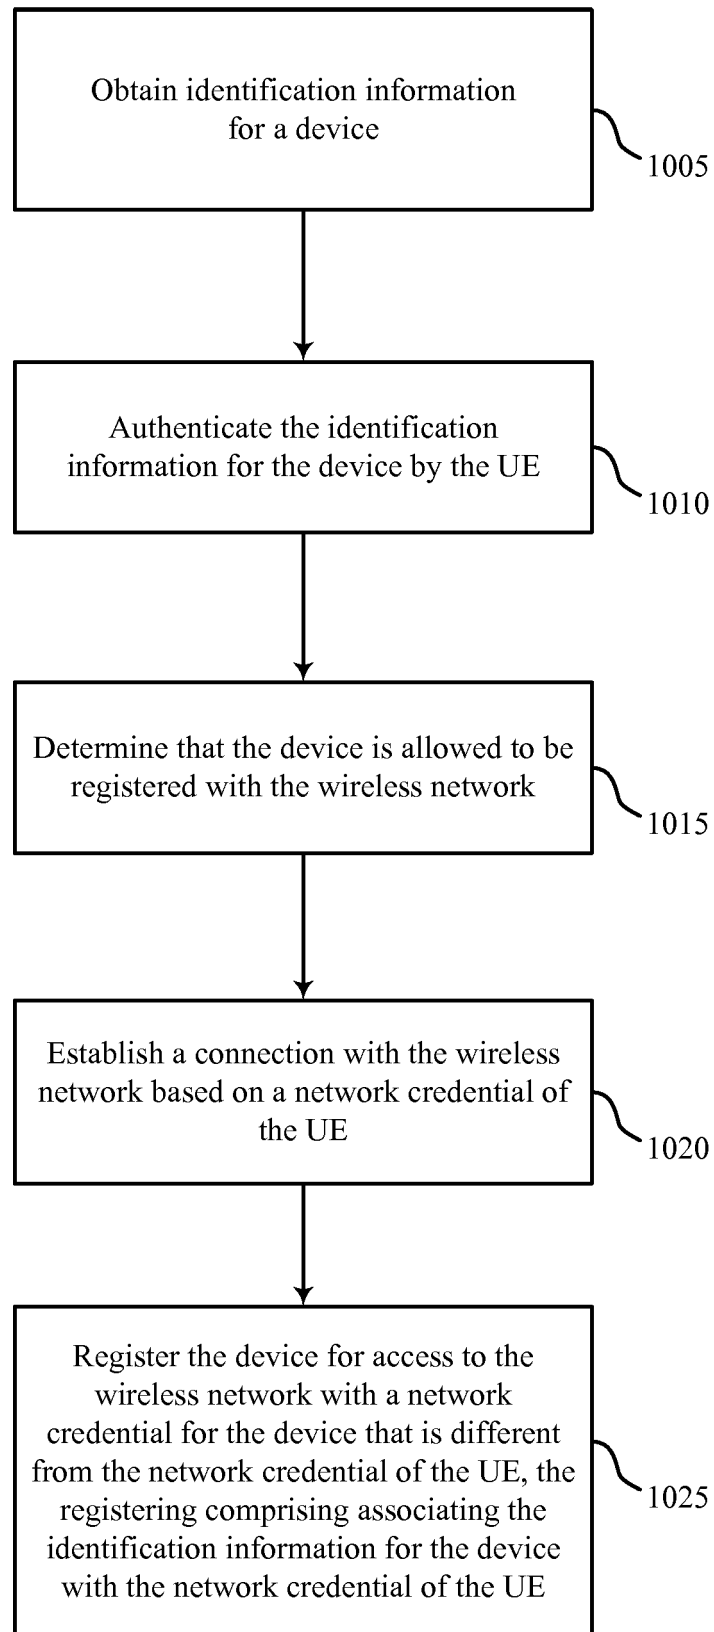 Obtain identification information
for a device
1005
Authenticate the identification
information for the device by the UE
1010
Determine that the device is allowed to be
registered with the wireless network
1015
Establish a connection with the wireless
network based on a network credential of
the UE
1020
Register the device for access to the
wireless network with a network
credential for the device that is different
from the network credential of the UE, the
registering comprising associating the
identification information for the device
with the network credential of the UE
1025